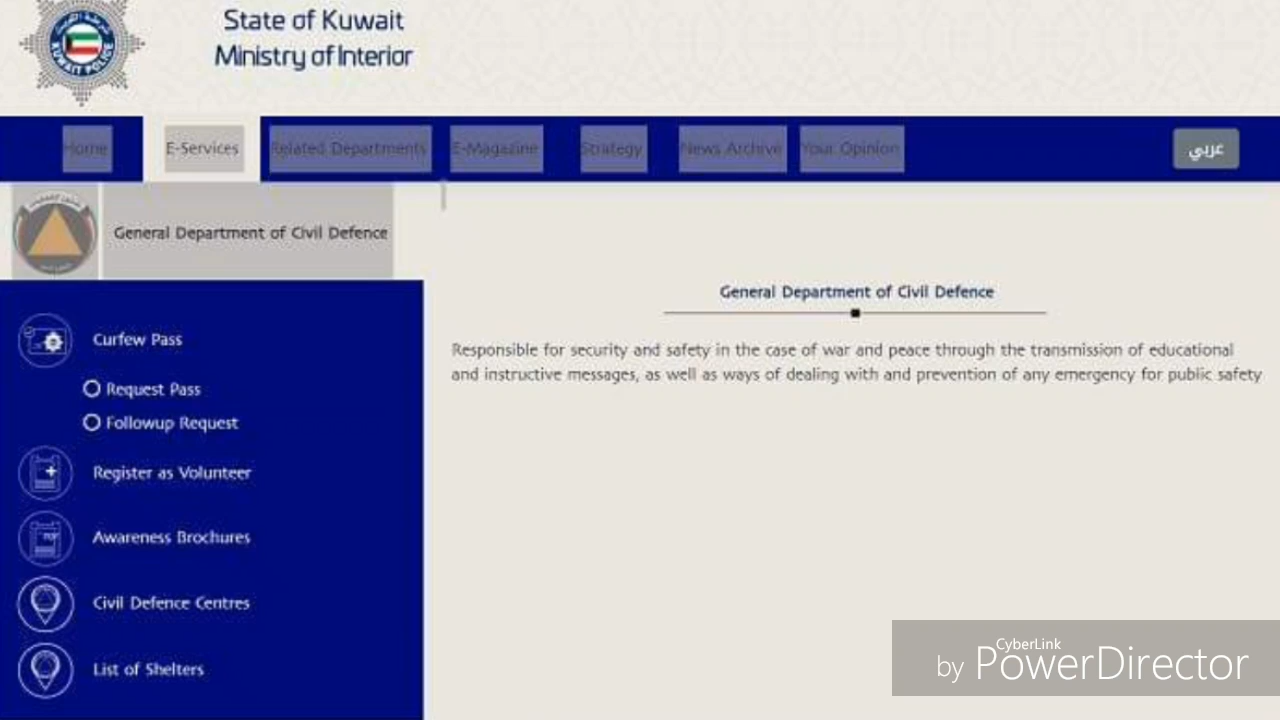 KUWAIT POLICE
State of Kuwait
Ministry of Interior
Home
E-Services
Related Departments
E-Magazine
Strategy
News Archive
Your Opinion
عربي
General Department of Civil Defence
Curfew Pass
Request Pass
Followup Request
Register as Volunteer
Awareness Brochures
Civil Defence Centres
List of Shelters
General Department of Civil Defence
Responsible for security and safety in the case of war and peace through the transmission of educational
and instructive messages, as well as ways of dealing with and prevention of any emergency for public safety
CyberLink
by PowerDirector